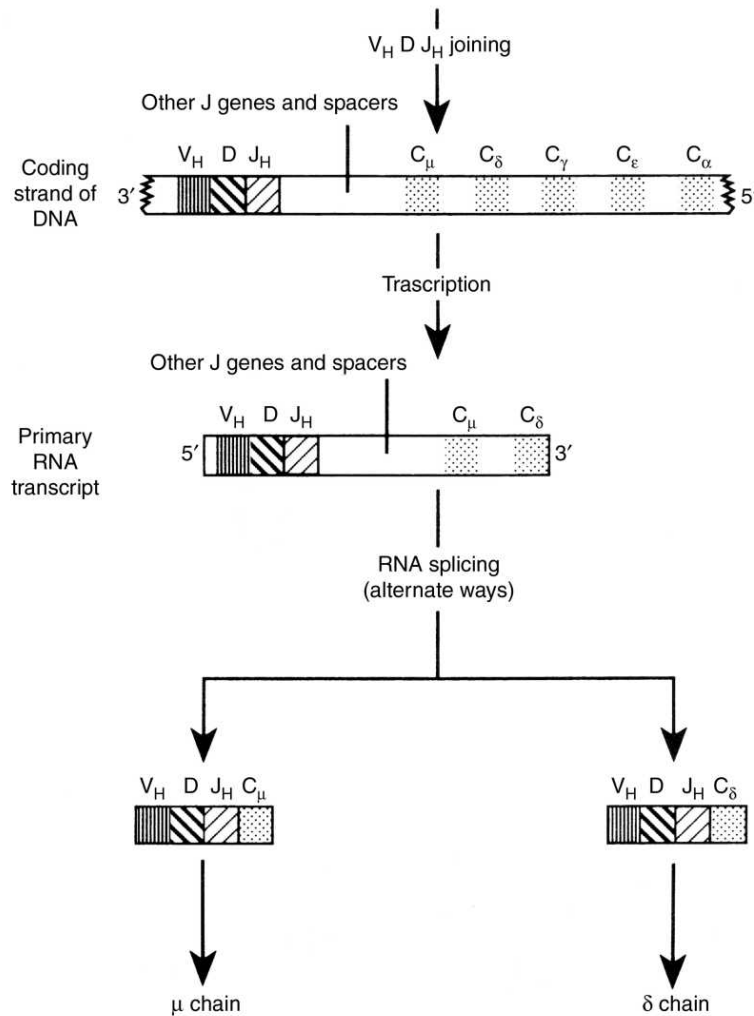 V_H D J_H joining
Other J genes and spacers
V_H D J_H C_μ C_δ C_γ C_ε C_α
Coding
strand of
DNA
3′ 5′
Trascription
Other J genes and spacers
V_H D J_H C_μ C_δ
Primary
RNA
transcript
5′ 3′
RNA splicing
(alternate ways)
V_H D J_H C_μ V_H D J_H C_δ
μ chain δ chain